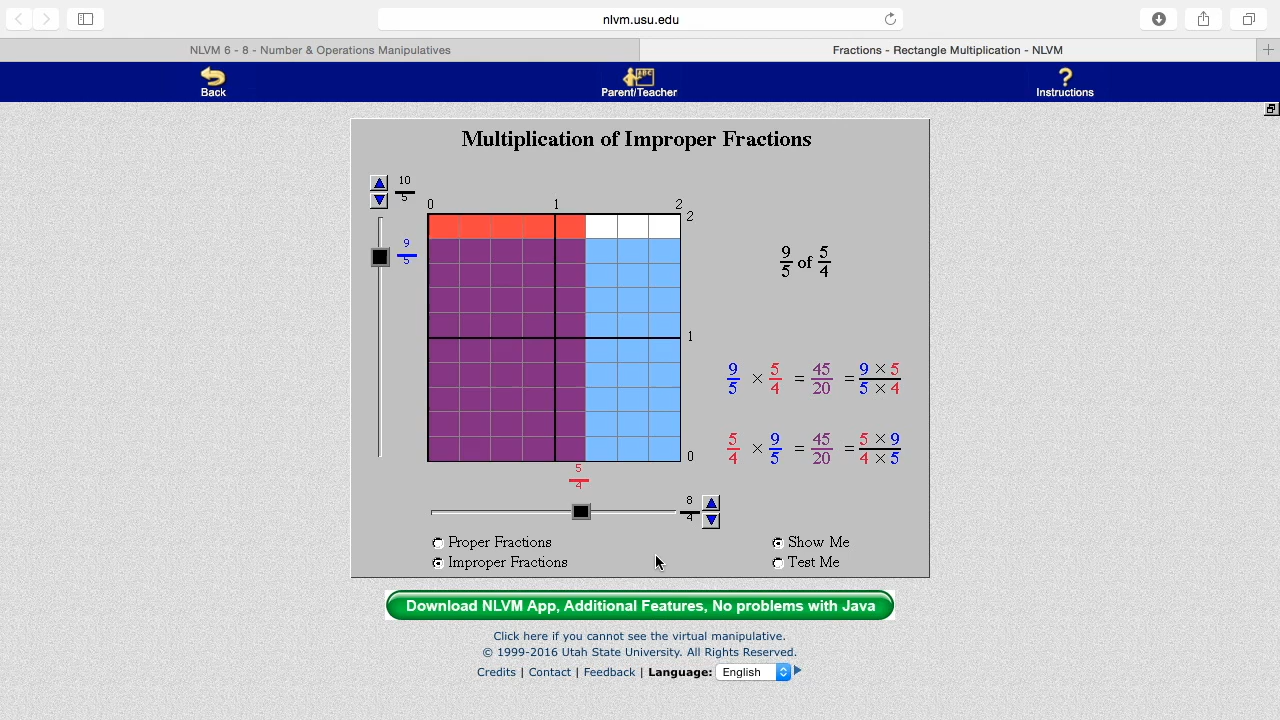 nlvm.usu.edu
NLVM 6 - 8 - Number & Operations Manipulatives
Fractions - Rectangle Multiplication - NLVM
Back
Parent/Teacher
Instructions
Multiplication of Improper Fractions
10
5
0 1 2
2
9
5
9/5 of 5/4
1
9/5 × 5/4 = 45/20 = 9 × 5 / 5 × 4
5/4 × 9/5 = 45/20 = 5 × 9 / 4 × 5
0
5
4
8
4
Proper Fractions
Show Me
Improper Fractions
Test Me
Download NLVM App, Additional Features, No problems with Java
Click here if you cannot see the virtual manipulative.
© 1999-2016 Utah State University. All Rights Reserved.
Credits | Contact | Feedback | Language: English